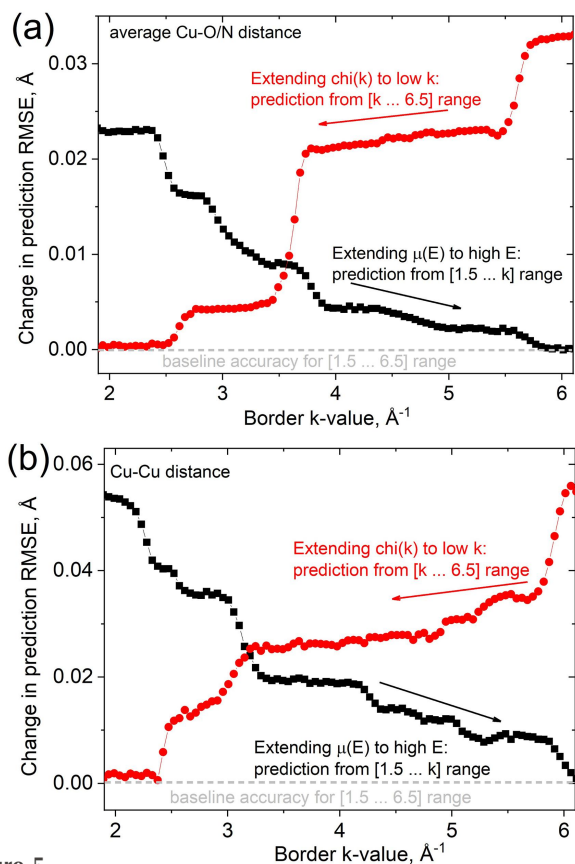 (a)
average Cu-O/N distance
Extending chi(k) to low k:
prediction from [k ... 6.5] range
Extending μ(E) to high E:
prediction from [1.5 ... k] range
baseline accuracy for [1.5 ... 6.5] range
Change in prediction RMSE, Å
0.03
0.02
0.01
0.00
2 3 4 5 6
Border k-value, Å⁻¹
(b)
Cu-Cu distance
Extending chi(k) to low k:
prediction from [k ... 6.5] range
Extending μ(E) to high E:
prediction from [1.5 ... k] range
baseline accuracy for [1.5 ... 6.5] range
Change in prediction RMSE, Å
0.06
0.04
0.02
0.00
2 3 4 5 6
Border k-value, Å⁻¹